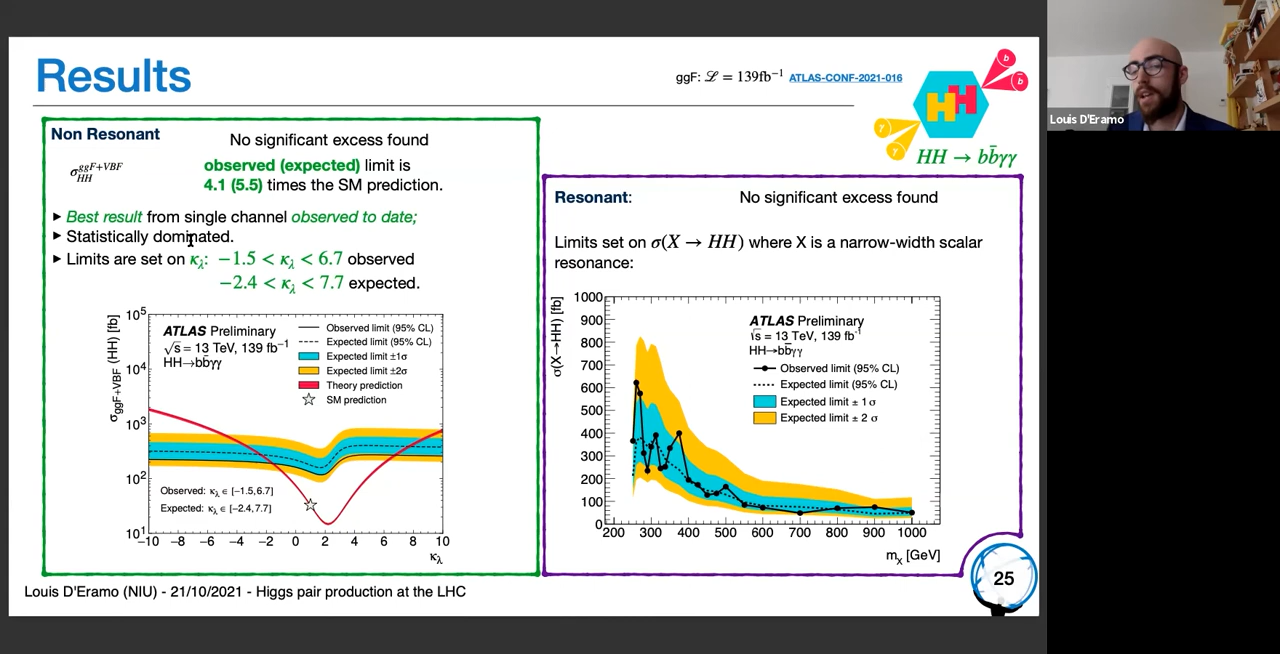 Results
ggF: ℒ = 139fb⁻¹ ATLAS-CONF-2021-016
b
b̄
HH
γ
γ
HH → bb̄γγ
Louis D'Eramo
Non Resonant
No significant excess found
σ_HH^ggF+VBF
observed (expected) limit is
4.1 (5.5) times the SM prediction.
▸ Best result from single channel observed to date;
▸ Statistically dominated.
▸ Limits are set on κ_λ: −1.5 < κ_λ < 6.7 observed
−2.4 < κ_λ < 7.7 expected.
σ_ggF+VBF (HH) [fb]
10⁵
10⁴
10³
10²
10¹
ATLAS Preliminary
√s = 13 TeV, 139 fb⁻¹
HH→bb̄γγ
Observed limit (95% CL)
Expected limit (95% CL)
Expected limit ±1σ
Expected limit ±2σ
Theory prediction
SM prediction
Observed: κ_λ ∈ [−1.5,6.7]
Expected: κ_λ ∈ [−2.4,7.7]
−10 −8 −6 −4 −2 0 2 4 6 8 10
κ_λ
Resonant:
No significant excess found
Limits set on σ(X → HH) where X is a narrow-width scalar
resonance:
σ(X→HH) [fb]
1000
900
800
700
600
500
400
300
200
100
0
ATLAS Preliminary
√s = 13 TeV, 139 fb⁻¹
HH→bb̄γγ
Observed limit (95% CL)
Expected limit (95% CL)
Expected limit ± 1 σ
Expected limit ± 2 σ
200 300 400 500 600 700 800 900 1000
m_X [GeV]
Louis D'Eramo (NIU) - 21/10/2021 - Higgs pair production at the LHC
25